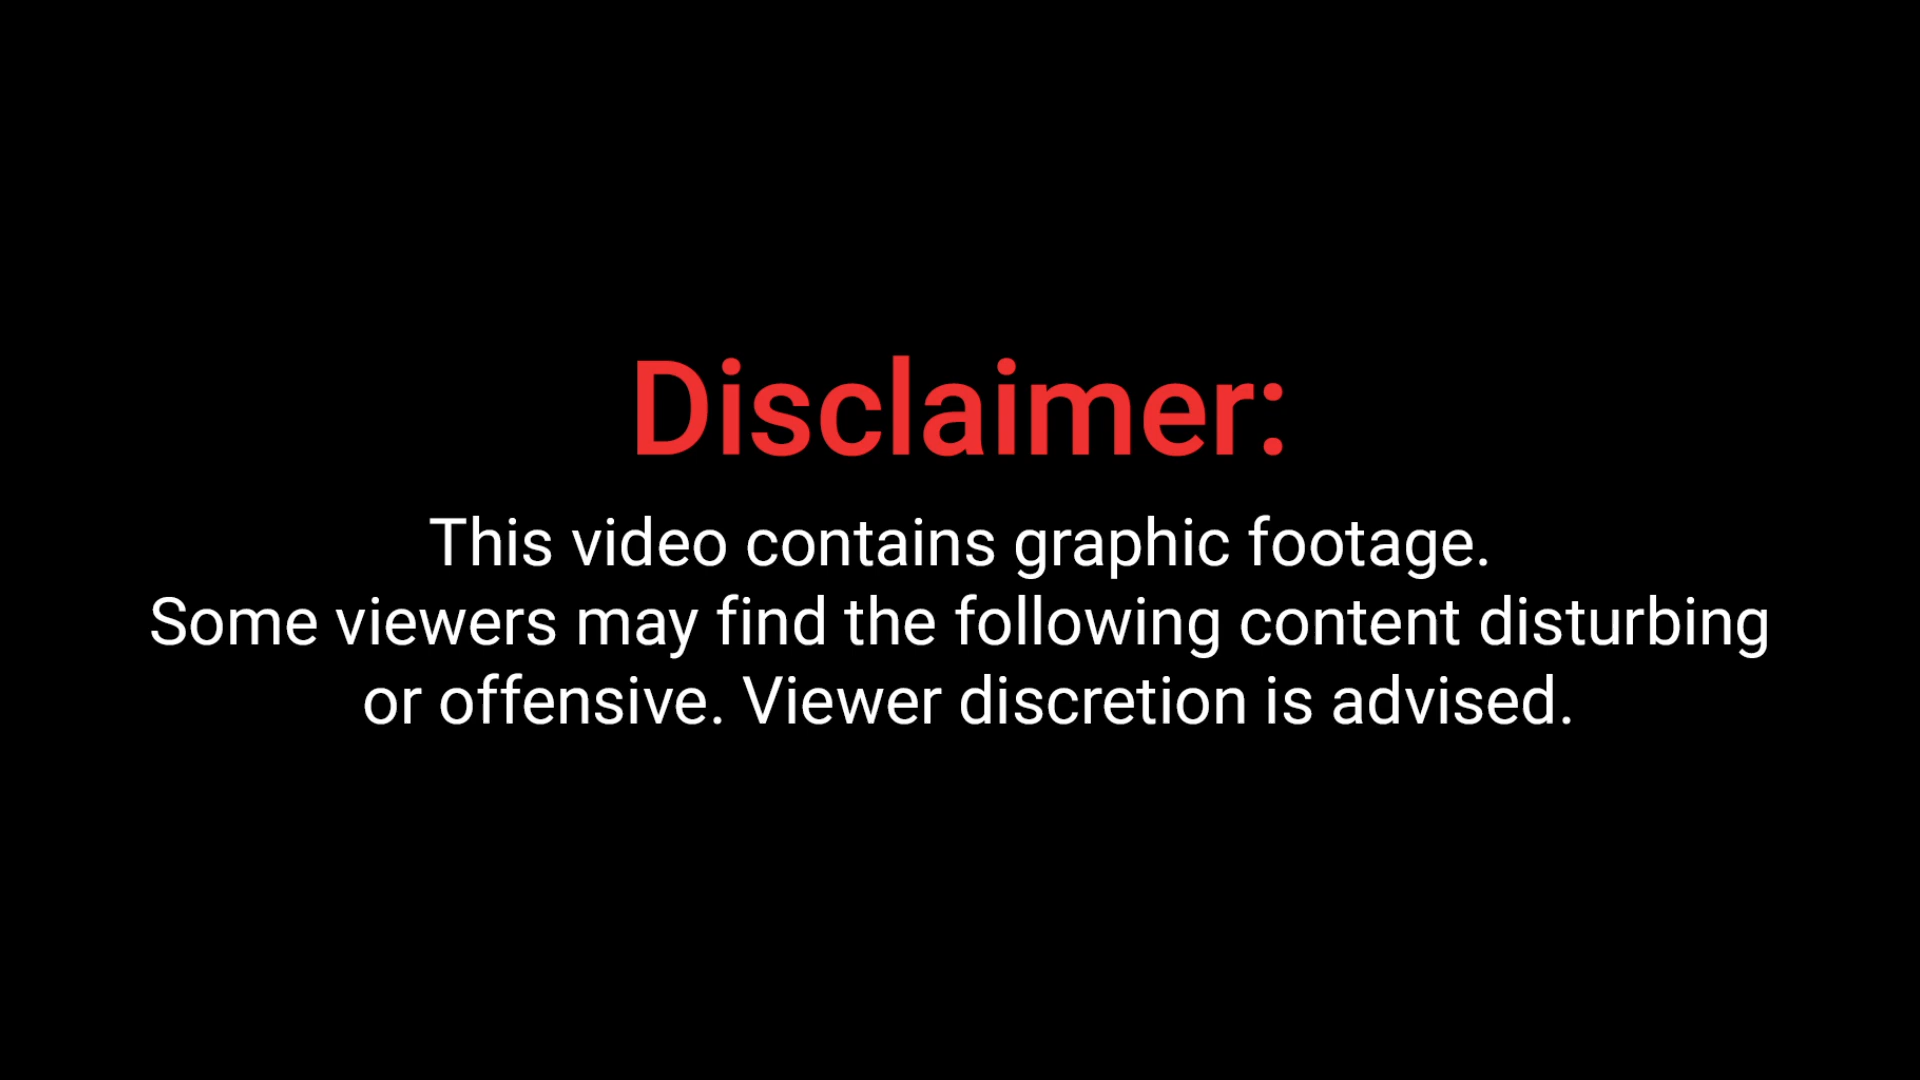 Disclaimer:
This video contains graphic footage.
Some viewers may find the following content disturbing
or offensive. Viewer discretion is advised.